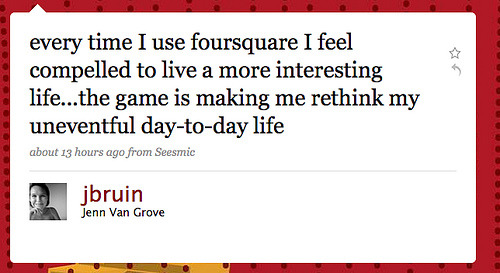 every time I use foursquare I feel
compelled to live a more interesting
life...the game is making me rethink my
uneventful day-to-day life
about 13 hours ago from Seesmic
jbruin
Jenn Van Grove